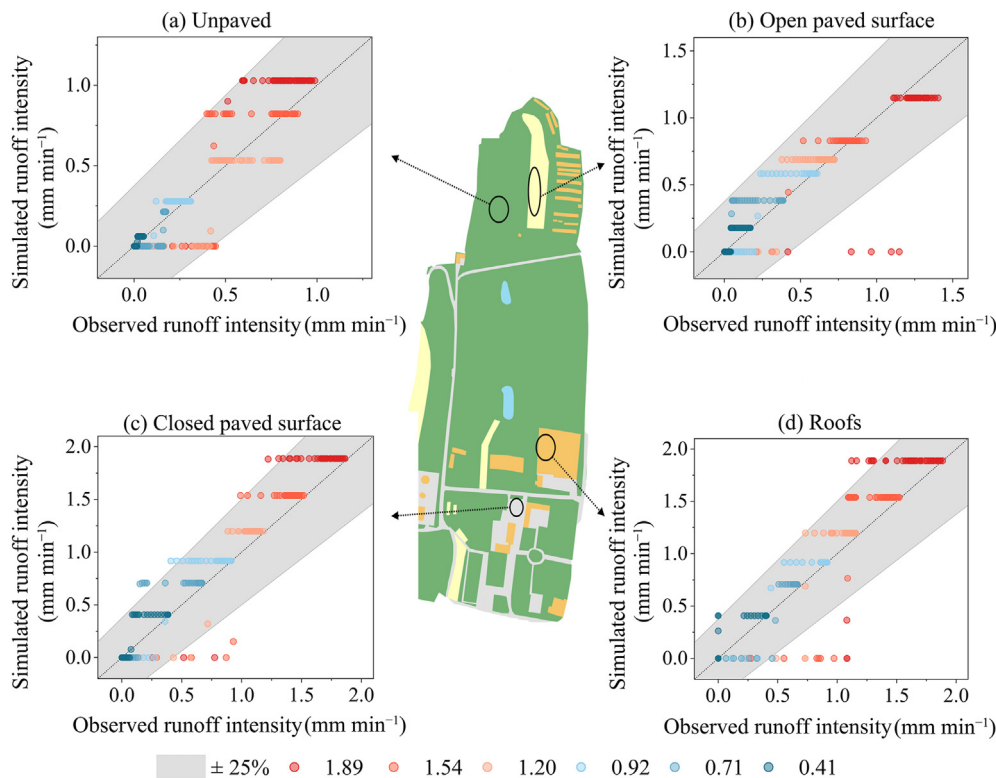 (a) Unpaved
(b) Open paved surface
Simulated runoff intensity
(mm min⁻¹)
1.0
0.5
0.0
0.0 0.5 1.0
Observed runoff intensity (mm min⁻¹)
Simulated runoff intensity
(mm min⁻¹)
1.5
1.0
0.5
0.0
0.0 0.5 1.0 1.5
Observed runoff intensity (mm min⁻¹)
(c) Closed paved surface
(d) Roofs
Simulated runoff intensity
(mm min⁻¹)
2.0
1.5
1.0
0.5
0.0
0.0 0.5 1.0 1.5 2.0
Observed runoff intensity (mm min⁻¹)
Simulated runoff intensity
(mm min⁻¹)
2.0
1.5
1.0
0.5
0.0
0.0 0.5 1.0 1.5 2.0
Observed runoff intensity (mm min⁻¹)
± 25% 1.89 1.54 1.20 0.92 0.71 0.41